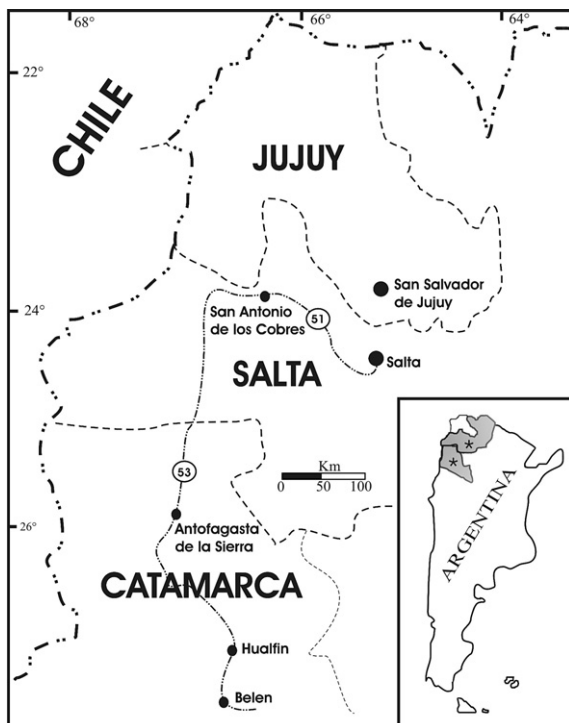 68°
66°
64°
22°
CHILE
JUJUY
San Salvador
de Jujuy
24°
San Antonio
de los Cobres
51
Salta
SALTA
53
Km
0
50
100
26°
Antofagasta
de la Sierra
CATAMARCA
Hualfin
Belen
*
*
ARGENTINA